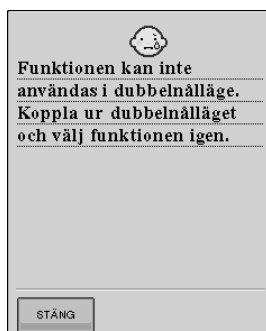 Funktionen kan inte
användas i dubbelnålläge.
Koppla ur dubbelnålläget
och välj funktionen igen.
STÄNG